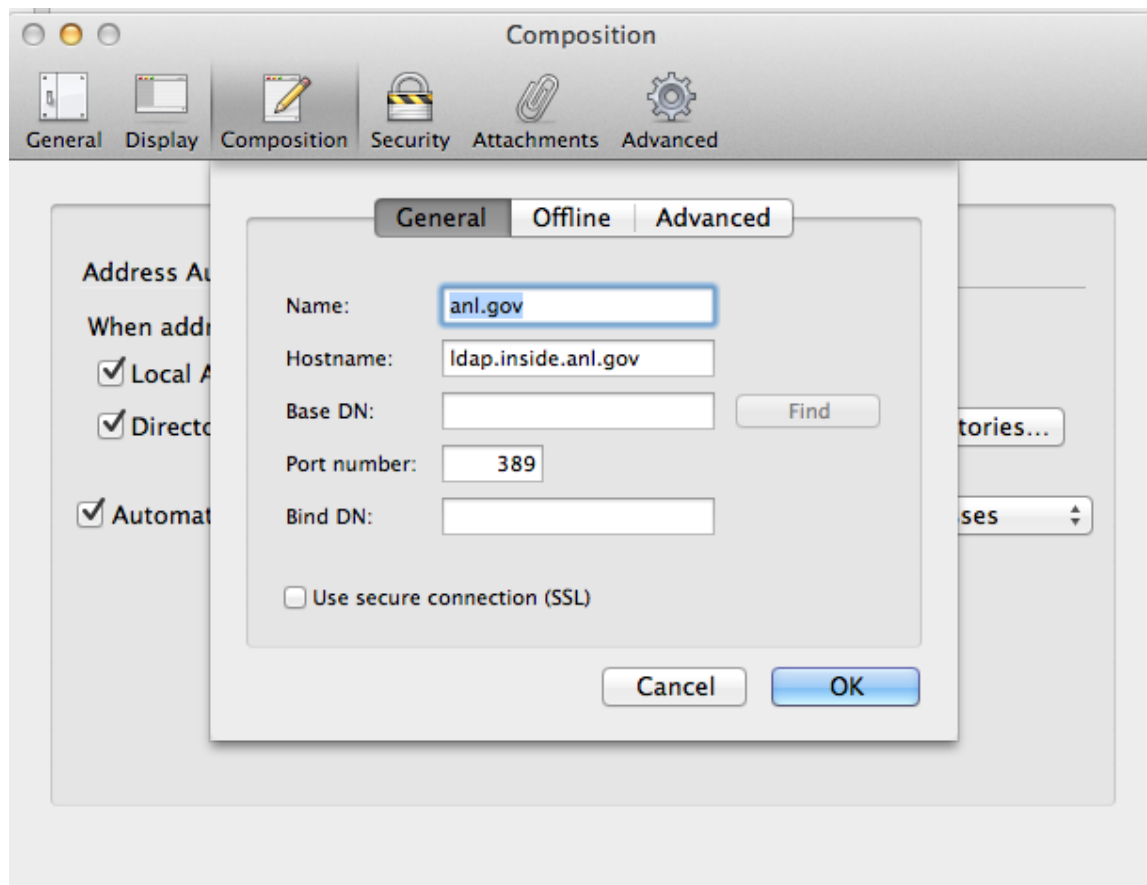 Composition
General Display Composition Security Attachments Advanced
General Offline Advanced
Address Au
Name: anl.gov
When addr
Hostname: ldap.inside.anl.gov
Local A
Base DN: Find
Directo tories...
Port number: 389
Automat Bind DN: ses
Use secure connection (SSL)
Cancel OK